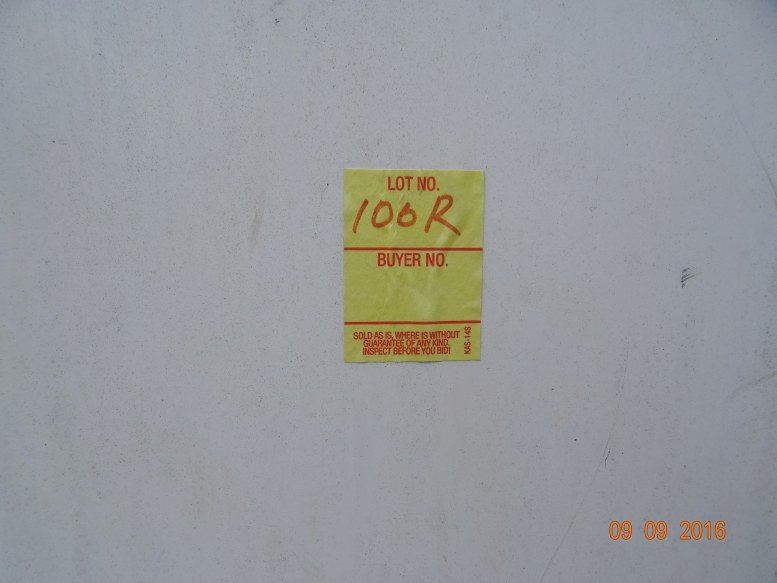 LOT NO.
100R
BUYER NO.
SOLD AS IS, WHERE IS WITHOUT
GUARANTEE OF ANY KIND.
INSPECT BEFORE YOU BID!
KAS-14S
09 09 2016